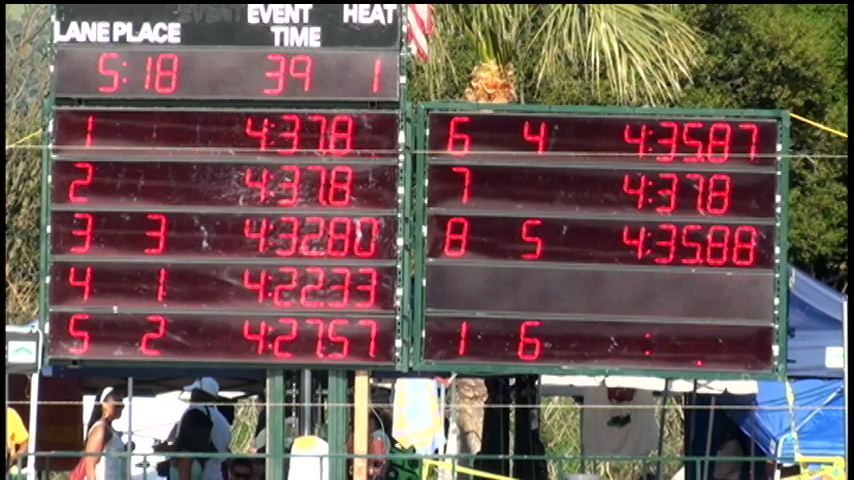 EVENT HEAT
LANE PLACE TIME
5:18 39 1
1 4:37.8
2 4:37.8
3 3 4:32.80
4 1 4:22.33
5 2 4:27.57
6 4 4:35.87
7 4:37.8
8 5 4:35.88
1 6 : .